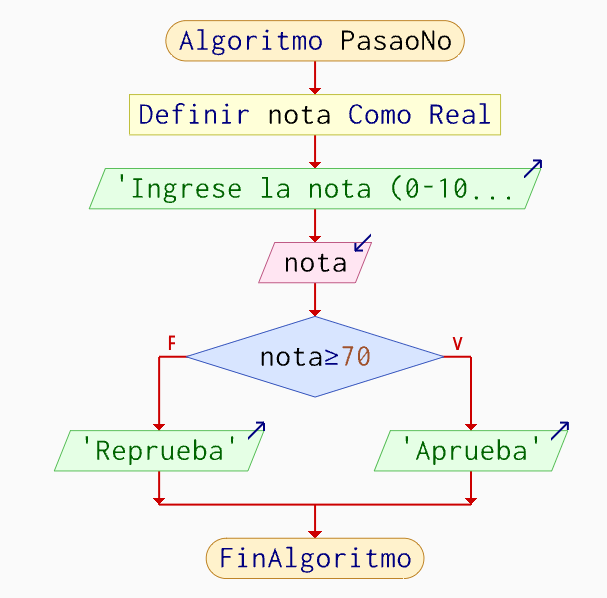 Algoritmo PasaoNo
Definir nota Como Real
'Ingrese la nota (0-10...
nota
nota≥70
F
V
'Reprueba'
'Aprueba'
FinAlgoritmo